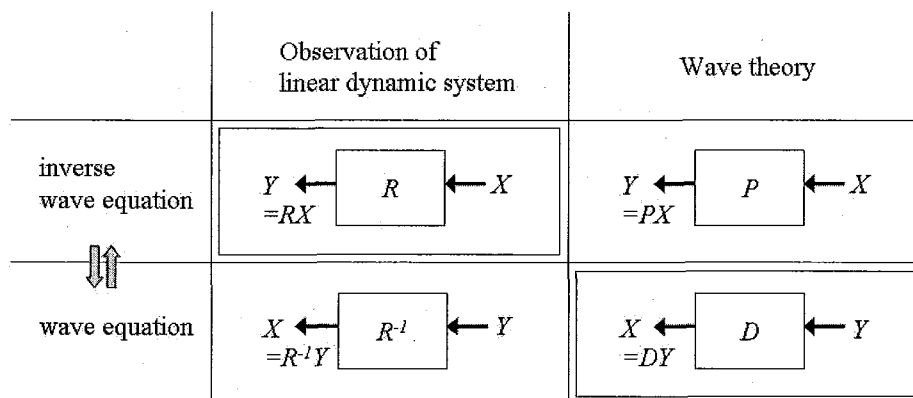 Observation of
linear dynamic system
Wave theory
inverse
wave equation
Y
=RX
R
X
Y
=PX
P
X
wave equation
X
=R⁻¹Y
R⁻¹
Y
X
=DY
D
Y